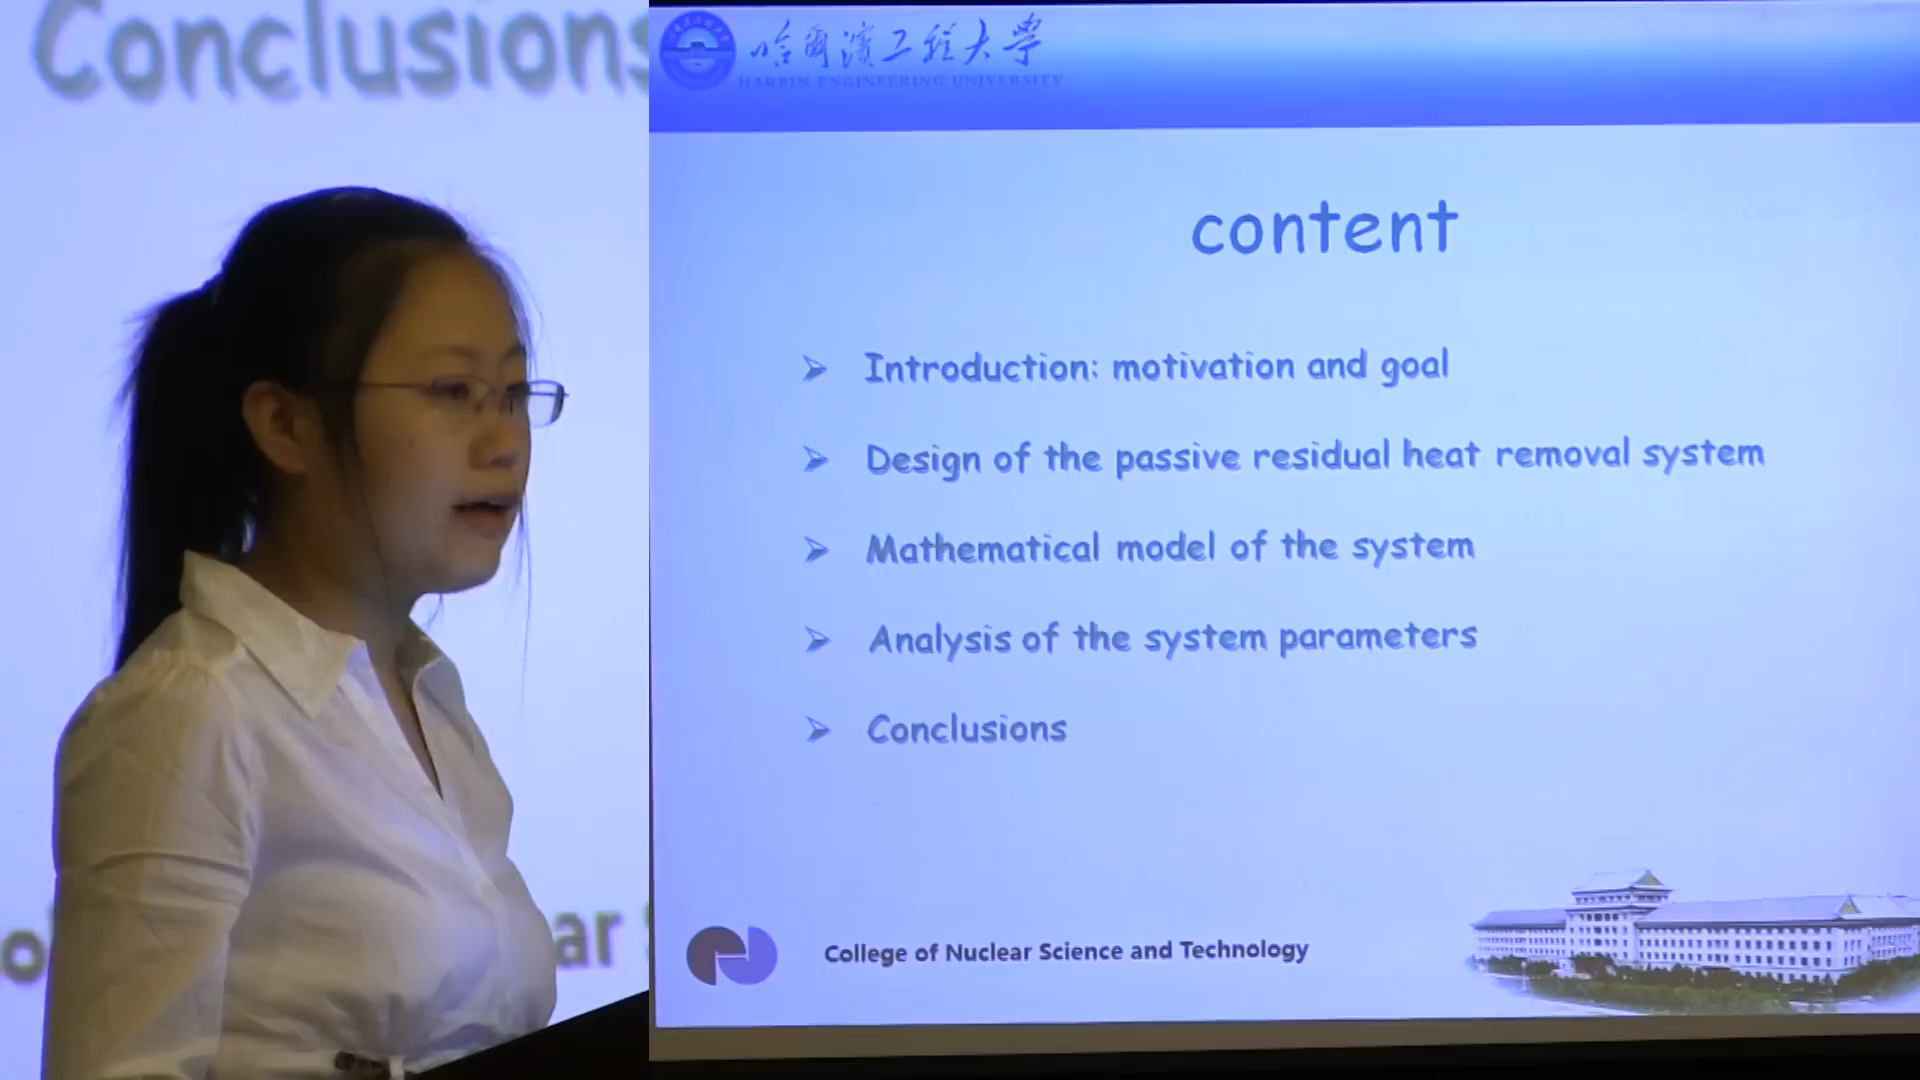 Conclusions
哈爾濱工程大學
HARBIN ENGINEERING UNIVERSITY
content
Introduction: motivation and goal
Design of the passive residual heat removal system
Mathematical model of the system
Analysis of the system parameters
Conclusions
ar
College of Nuclear Science and Technology